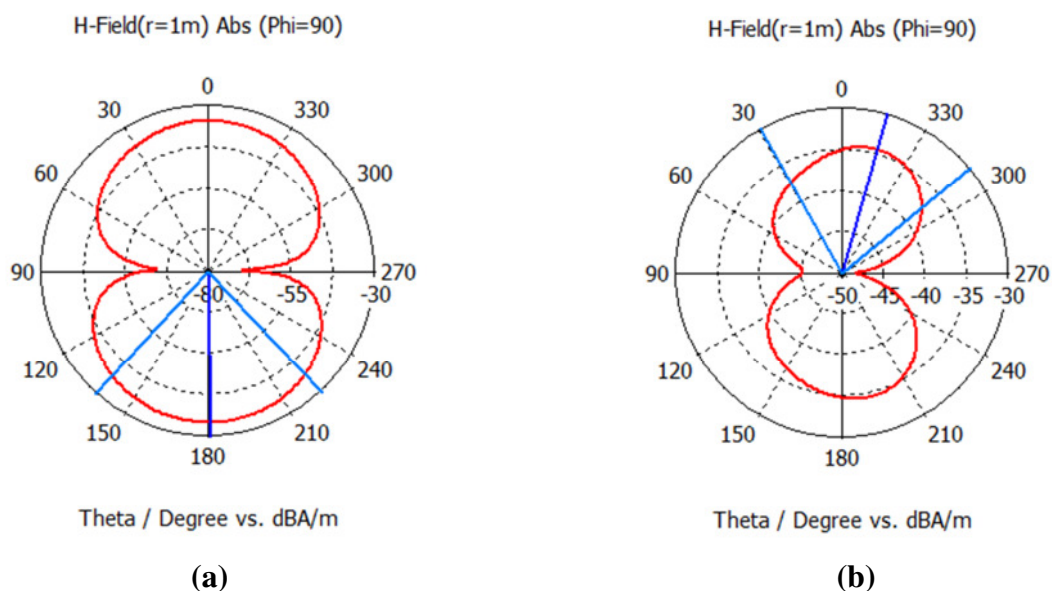 H-Field(r=1m) Abs (Phi=90)
0
30 330
60 300
90 -80 -55 -30 270
120 240
150 210
180
Theta / Degree vs. dBA/m
(a)
H-Field(r=1m) Abs (Phi=90)
0
30 330
60 300
90 -50 -45 -40 -35 -30 270
120 240
150 210
180
Theta / Degree vs. dBA/m
(b)